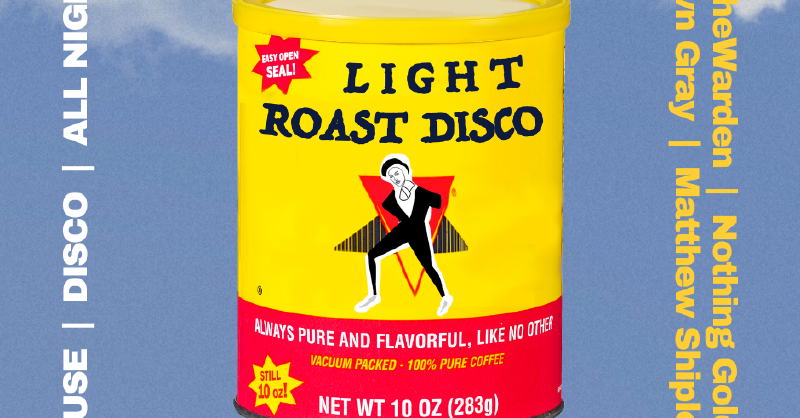 USE | DISCO | ALL NIG
EASY OPEN
SEAL!
LIGHT
ROAST DISCO
ALWAYS PURE AND FLAVORFUL, LIKE NO OTHER
VACUUM PACKED - 100% PURE COFFEE
STILL
10 oz!
NET WT 10 OZ (283g)
heWarden | Nothing Gol
wn Gray | Matthew Shipl